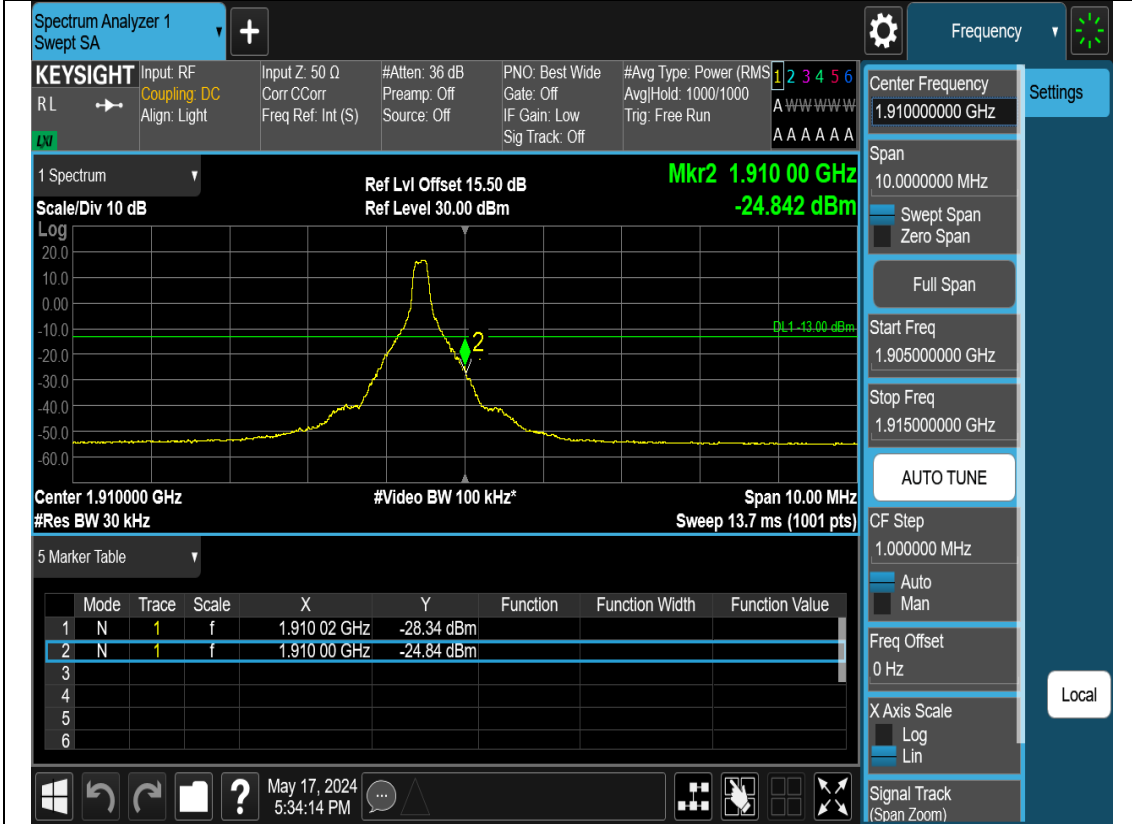 Spectrum Analyzer 1
Swept SA
Frequency
KEYSIGHT
RL
LXI
Input: RF
Coupling: DC
Align: Light
Input Z: 50 Ω
Corr CCorr
Freq Ref: Int (S)
#Atten: 36 dB
Preamp: Off
Source: Off
PNO: Best Wide
Gate: Off
IF Gain: Low
Sig Track: Off
#Avg Type: Power (RMS
Avg|Hold: 1000/1000
Trig: Free Run
1 2 3 4 5 6
A W W W W W
A A A A A A
1 Spectrum
Scale/Div 10 dB
Ref Lvl Offset 15.50 dB
Ref Level 30.00 dBm
Mkr2 1.910 00 GHz
-24.842 dBm
Log
20.0
10.0
0.00
-10.0
-20.0
-30.0
-40.0
-50.0
-60.0
DL1 -13.00 dBm
2
Center 1.910000 GHz
#Res BW 30 kHz
#Video BW 100 kHz*
Span 10.00 MHz
Sweep 13.7 ms (1001 pts)
5 Marker Table
Mode Trace Scale X Y Function Function Width Function Value
1 N 1 f 1.910 02 GHz -28.34 dBm
2 N 1 f 1.910 00 GHz -24.84 dBm
3
4
5
6
?
May 17, 2024
5:34:14 PM
Center Frequency
1.910000000 GHz
Settings
Span
10.0000000 MHz
Swept Span
Zero Span
Full Span
Start Freq
1.905000000 GHz
Stop Freq
1.915000000 GHz
AUTO TUNE
CF Step
1.000000 MHz
Auto
Man
Freq Offset
0 Hz
X Axis Scale
Log
Lin
Signal Track
(Span Zoom)
Local